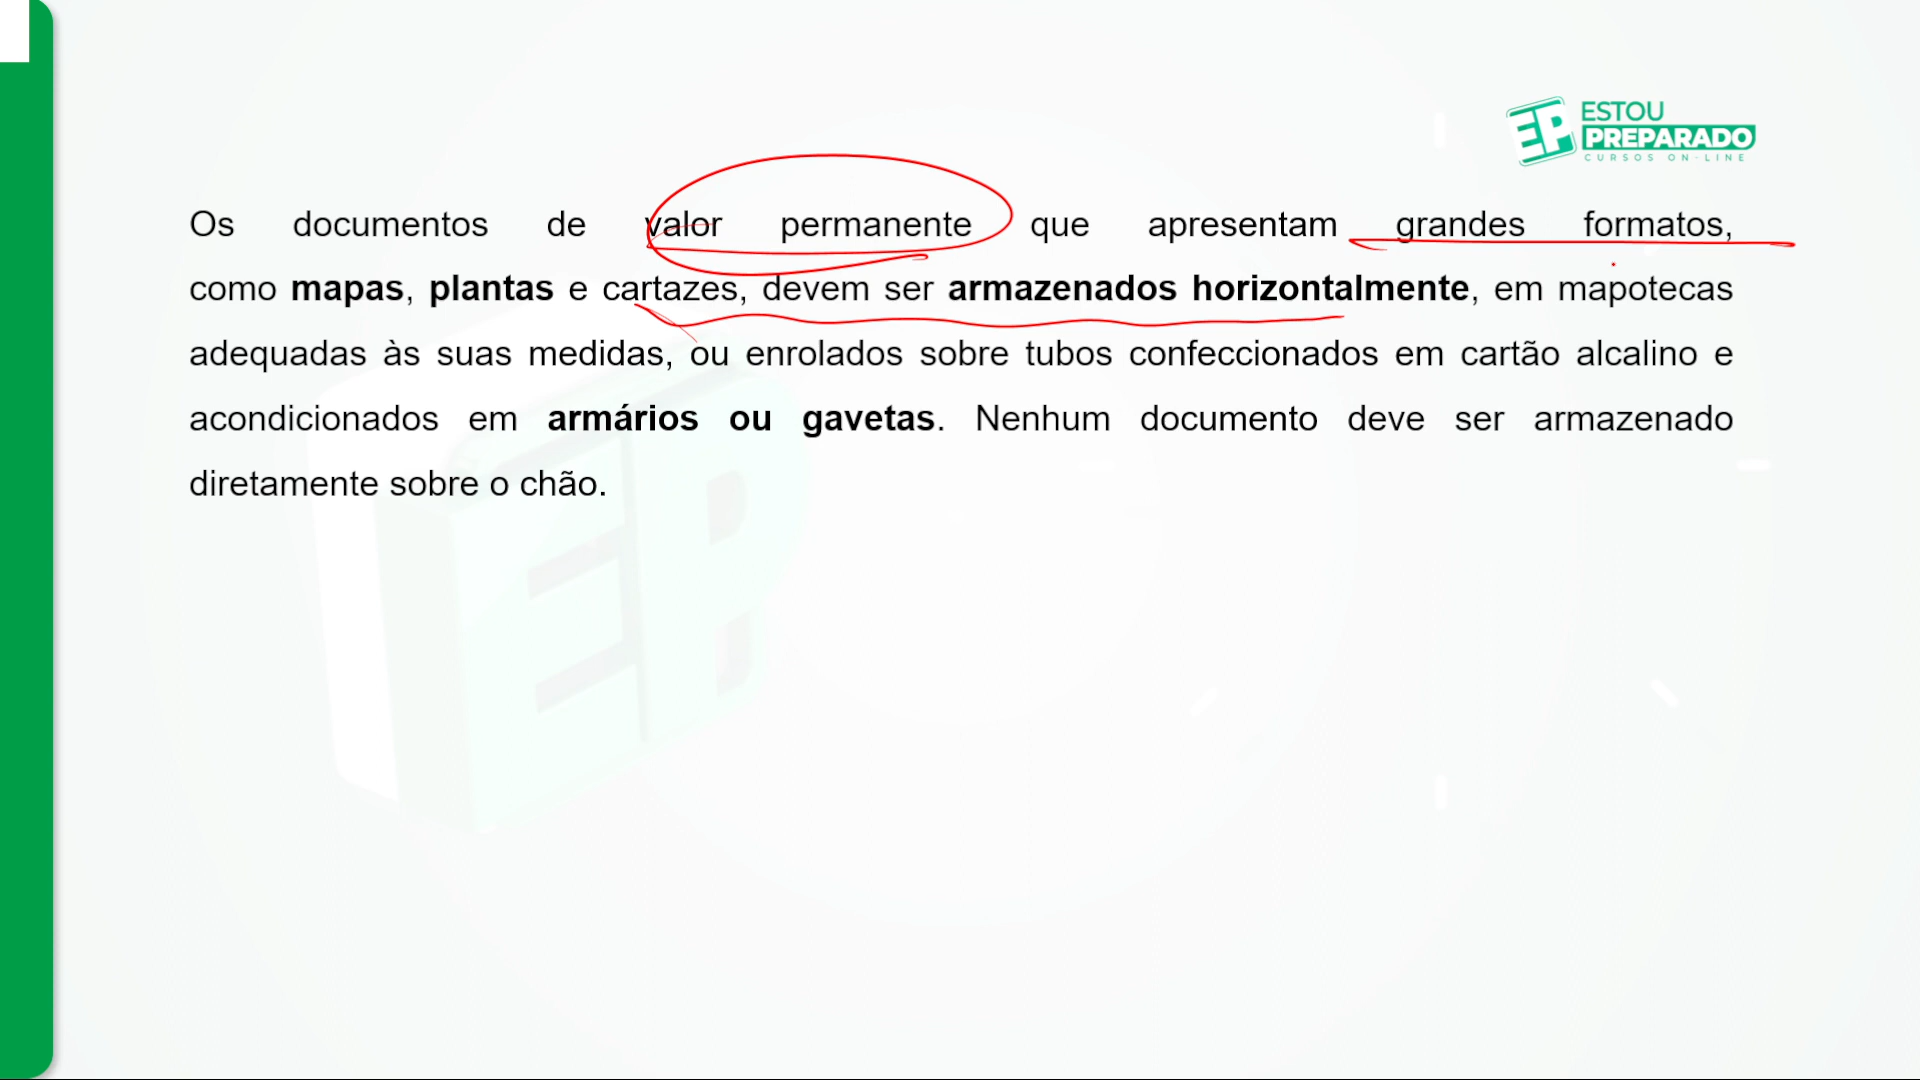 ESTOU
PREPARADO
CURSOS ON-LINE
Os documentos de valor permanente que apresentam grandes formatos,
como mapas, plantas e cartazes, devem ser armazenados horizontalmente, em mapotecas
adequadas às suas medidas, ou enrolados sobre tubos confeccionados em cartão alcalino e
acondicionados em armários ou gavetas. Nenhum documento deve ser armazenado
diretamente sobre o chão.
EP